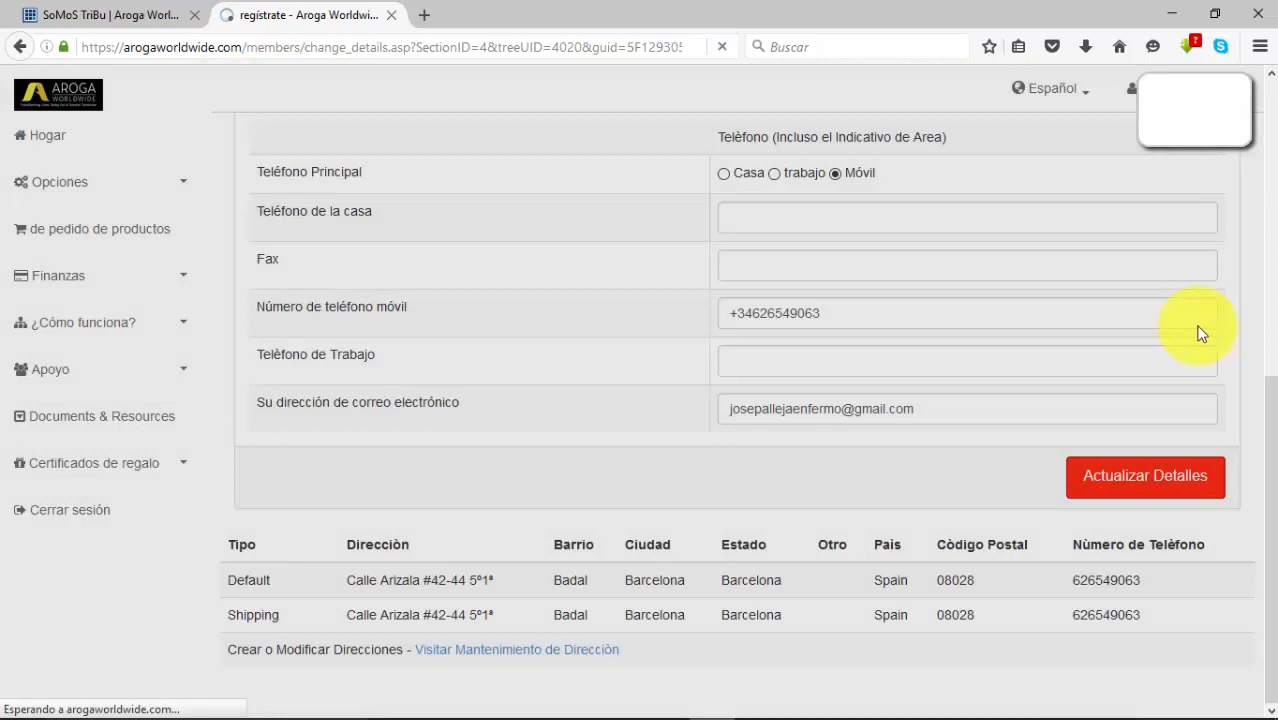 SoMoS TriBu | Aroga Worl...
regístrate - Aroga Worldwi...
https://arogaworldwide.com/members/change_details.asp?SectionID=4&treeUID=4020&guid=5F129305
Buscar
?
AROGA
WORLDWIDE
Español
Hogar
Opciones
de pedido de productos
Finanzas
¿Cómo funciona?
Apoyo
Documents & Resources
Certificados de regalo
Cerrar sesión
Telèfono (Incluso el Indicativo de Area)
Teléfono Principal
Casa trabajo Móvil
Teléfono de la casa
Fax
Número de teléfono móvil
+34626549063
Telèfono de Trabajo
Su dirección de correo electrónico
josepallejaenfermo@gmail.com
Actualizar Detalles
Tipo Direcciòn Barrio Ciudad Estado Otro Paìs Còdigo Postal Nùmero de Telèfono
Default Calle Arizala #42-44 5º1ª Badal Barcelona Barcelona Spain 08028 626549063
Shipping Calle Arizala #42-44 5º1ª Badal Barcelona Barcelona Spain 08028 626549063
Crear o Modificar Direcciones - Visitar Mantenimiento de Direcciòn
Esperando a arogaworldwide.com...